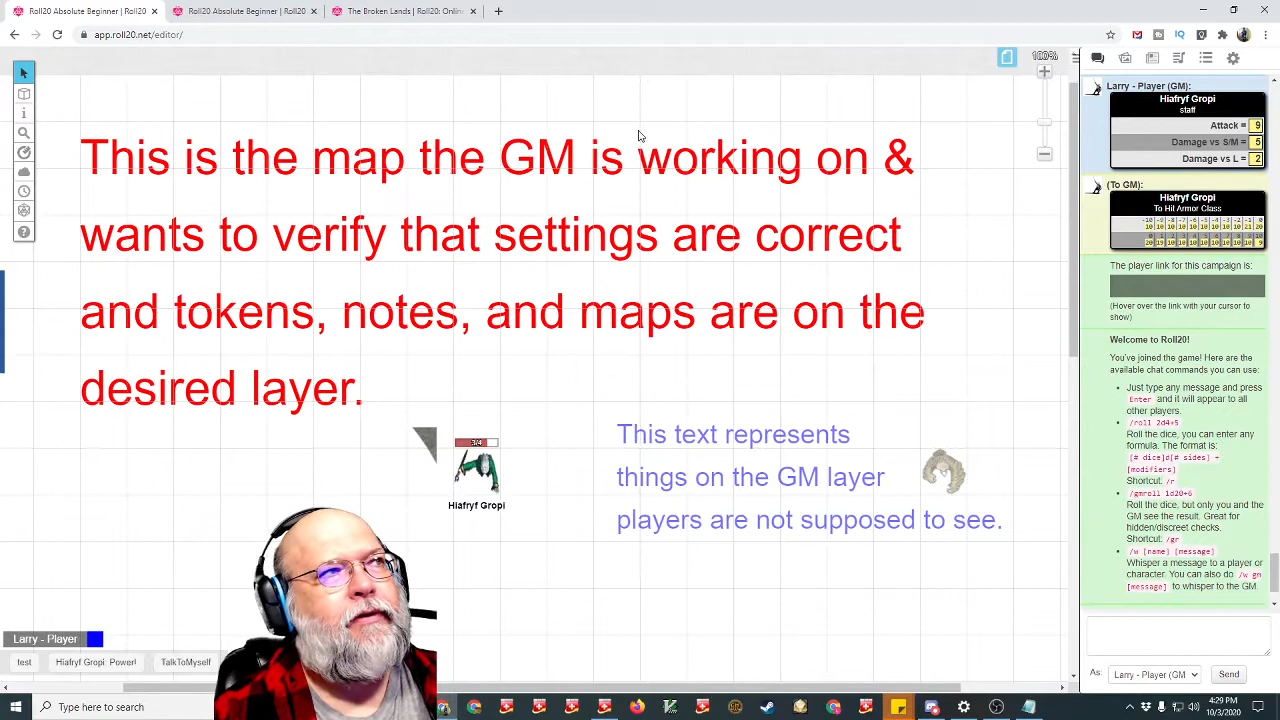 Roll20 Absolute Beginner | Roll20
Roll20 Absolute Beginner | Roll20
The Broken Lands | Roll20: Online
app.roll20.net/editor/
100%
This is the map the GM is working on &
wants to verify that settings are correct
and tokens, notes, and maps are on the
desired layer.
3/4
Hiafryf Gropi
This text represents
things on the GM layer
players are not supposed to see.
Larry - Player
test
Hiafryf Gropi: Power!
TalkToMyself
Larry - Player (GM):
Hiafryf Gropi
staff
Attack = 9
Damage vs S/M = 5
Damage vs L = 2
(To GM):
Hiafryf Gropi
To Hit Armor Class
The player link for this campaign is:
(Hover over the link with your cursor to
show)
Welcome to Roll20!
You've joined the game! Here are the
available chat commands you can use:
• Just type any message and press
Enter and it will appear to all
other players.
• /roll 2d4+5
Roll the dice, you can enter any
formula. The format is:
[# dice]d[# sides] +
[modifiers]
Shortcut: /r
• /gmroll 1d20+6
Roll the dice, but only you and the
GM see the result. Great for
hidden/discreet checks.
Shortcut: /gr
• /w [name] [message]
Whisper a message to a player or
character. You can also do /w gm
[message] to whisper to the GM.
As:
Larry - Player (GM
Send
Type here to search
4:29 PM
10/3/2020